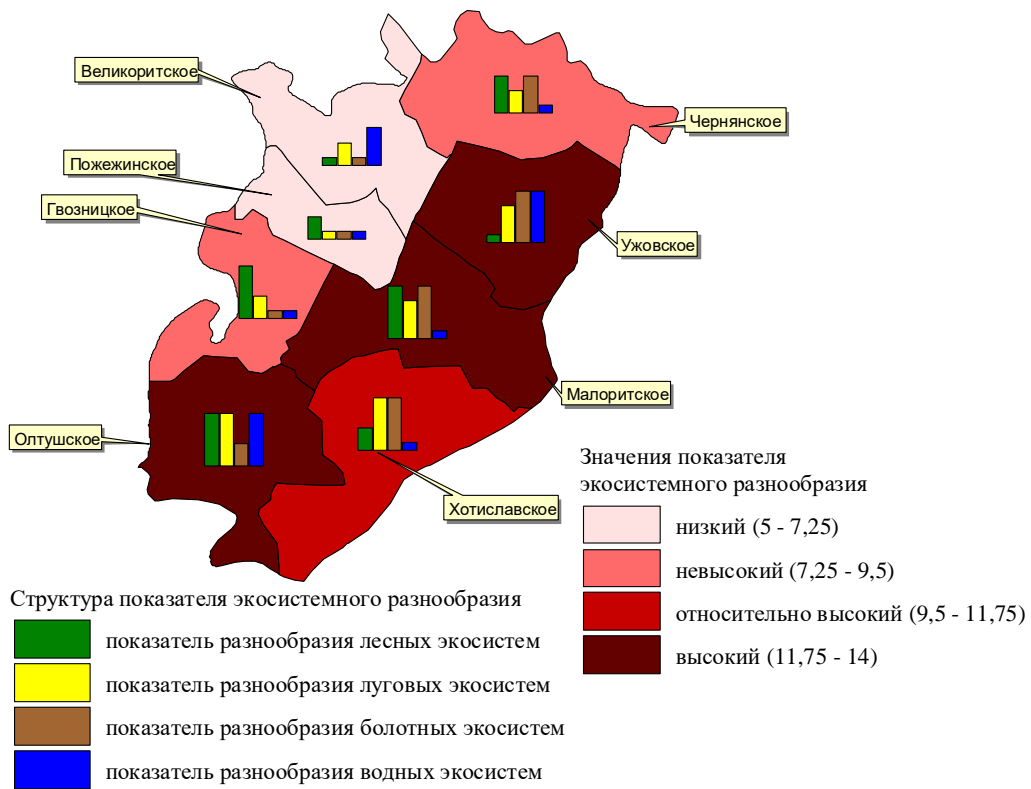 Великоритское
Чернянское
Пожежинское
Гвозницкое
Ужовское
Малоритское
Олтушское
Хотиславское
Значения показателя
экосистемного разнообразия
низкий (5 - 7,25)
невысокий (7,25 - 9,5)
относительно высокий (9,5 - 11,75)
высокий (11,75 - 14)
Структура показателя экосистемного разнообразия
показатель разнообразия лесных экосистем
показатель разнообразия луговых экосистем
показатель разнообразия болотных экосистем
показатель разнообразия водных экосистем